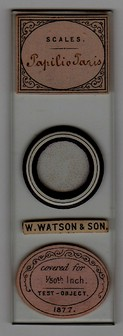 SCALES.
Papilio Paris
W. WATSON & SON,
covered for
1/50th Inch.
TEST-OBJECT.
1877.